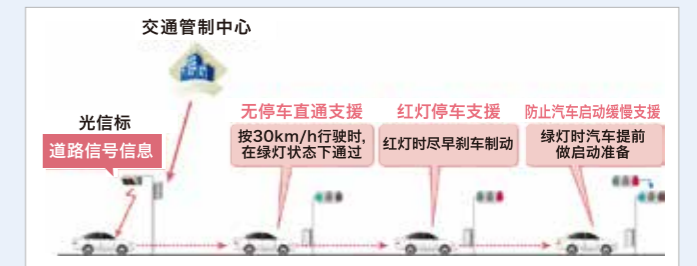 交通管制中心
光信标
道路信号信息
无停车直通支援
按30km/h行驶时,
在绿灯状态下通过
红灯停车支援
红灯时尽早刹车制动
防止汽车启动缓慢支援
绿灯时汽车提前
做启动准备